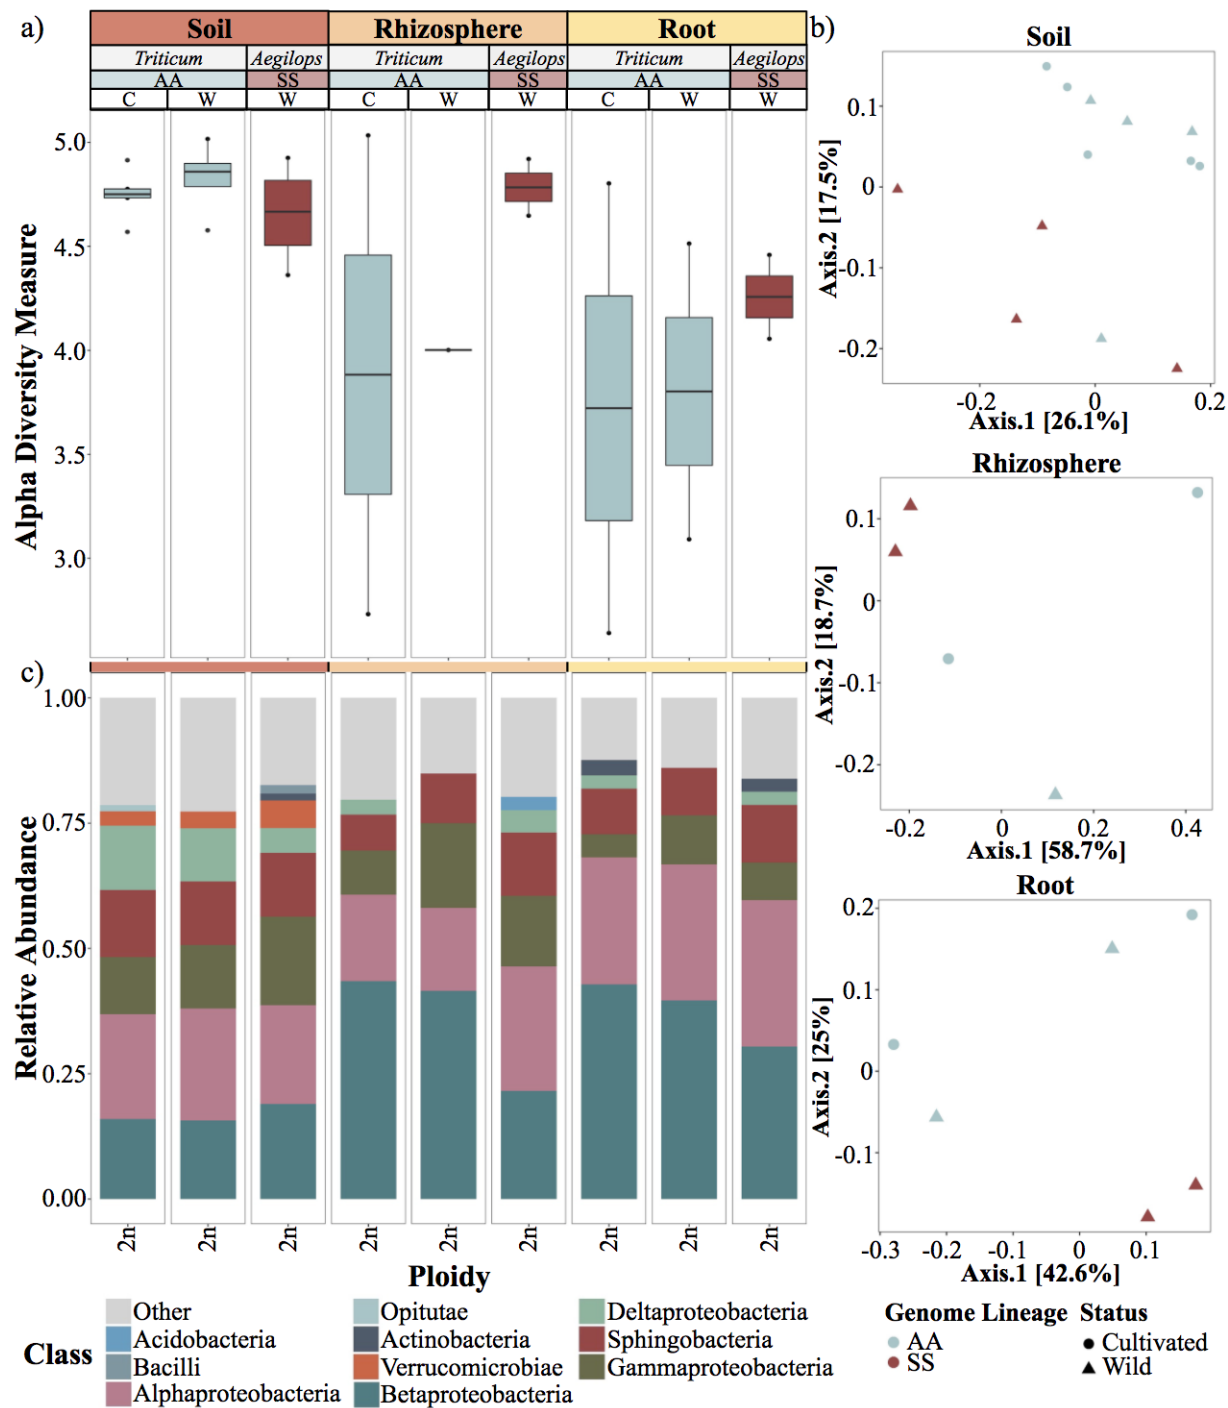 a)
Soil Rhizosphere Root
Triticum Aegilops Triticum Aegilops Triticum Aegilops
AA SS AA SS AA SS
C W W C W W C W W
Alpha Diversity Measure
5.0
4.5
4.0
3.5
3.0
b)
Soil
Axis.2 [17.5%]
0.1
0
-0.1
-0.2
-0.2 0 0.2
Axis.1 [26.1%]
Rhizosphere
Axis.2 [18.7%]
0.1
0
-0.1
-0.2
-0.2 0 0.2 0.4
Axis.1 [58.7%]
Root
Axis.2 [25%]
0.2
0.1
0
-0.1
-0.3 -0.2 -0.1 0 0.1
Axis.1 [42.6%]
Genome Lineage Status
AA Cultivated
SS Wild
c)
Relative Abundance
1.00
0.75
0.50
0.25
0.00
2n 2n 2n 2n 2n 2n 2n 2n 2n
Ploidy
Class
Other Opitutae Deltaproteobacteria
Acidobacteria Actinobacteria Sphingobacteria
Bacilli Verrucomicrobiae Gammaproteobacteria
Alphaproteobacteria Betaproteobacteria